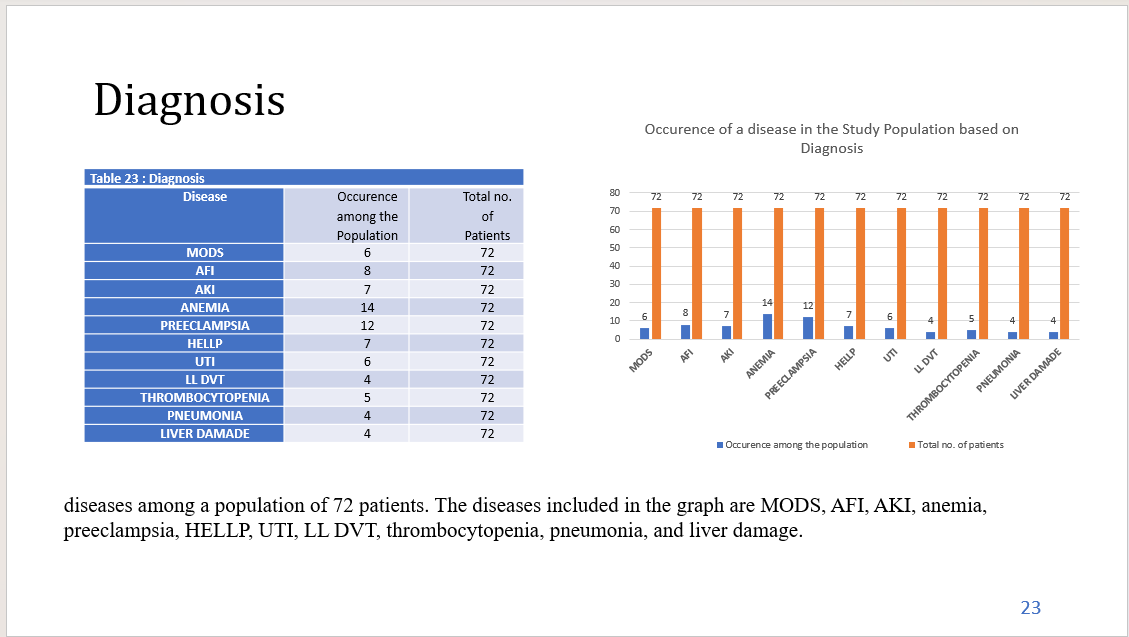 Diagnosis
Table 23 : Diagnosis
Disease
Occurence
among the
Population
Total no.
of
Patients
MODS 6 72
AFI 8 72
AKI 7 72
ANEMIA 14 72
PREECLAMPSIA 12 72
HELLP 7 72
UTI 6 72
LL DVT 4 72
THROMBOCYTOPENIA 5 72
PNEUMONIA 4 72
LIVER DAMADE 4 72
Occurence of a disease in the Study Population based on
Diagnosis
80
70
60
50
40
30
20
10
0
72 72 72 72 72 72 72 72 72 72 72
6 8 7 14 12 7 6 4 5 4 4
MODS
AFI
AKI
ANEMIA
PREECLAMPSIA
HELLP
UTI
LL DVT
THROMBOCYTOPENIA
PNEUMONIA
LIVER DAMADE
Occurence among the population
Total no. of patients
diseases among a population of 72 patients. The diseases included in the graph are MODS, AFI, AKI, anemia,
preeclampsia, HELLP, UTI, LL DVT, thrombocytopenia, pneumonia, and liver damage.
23